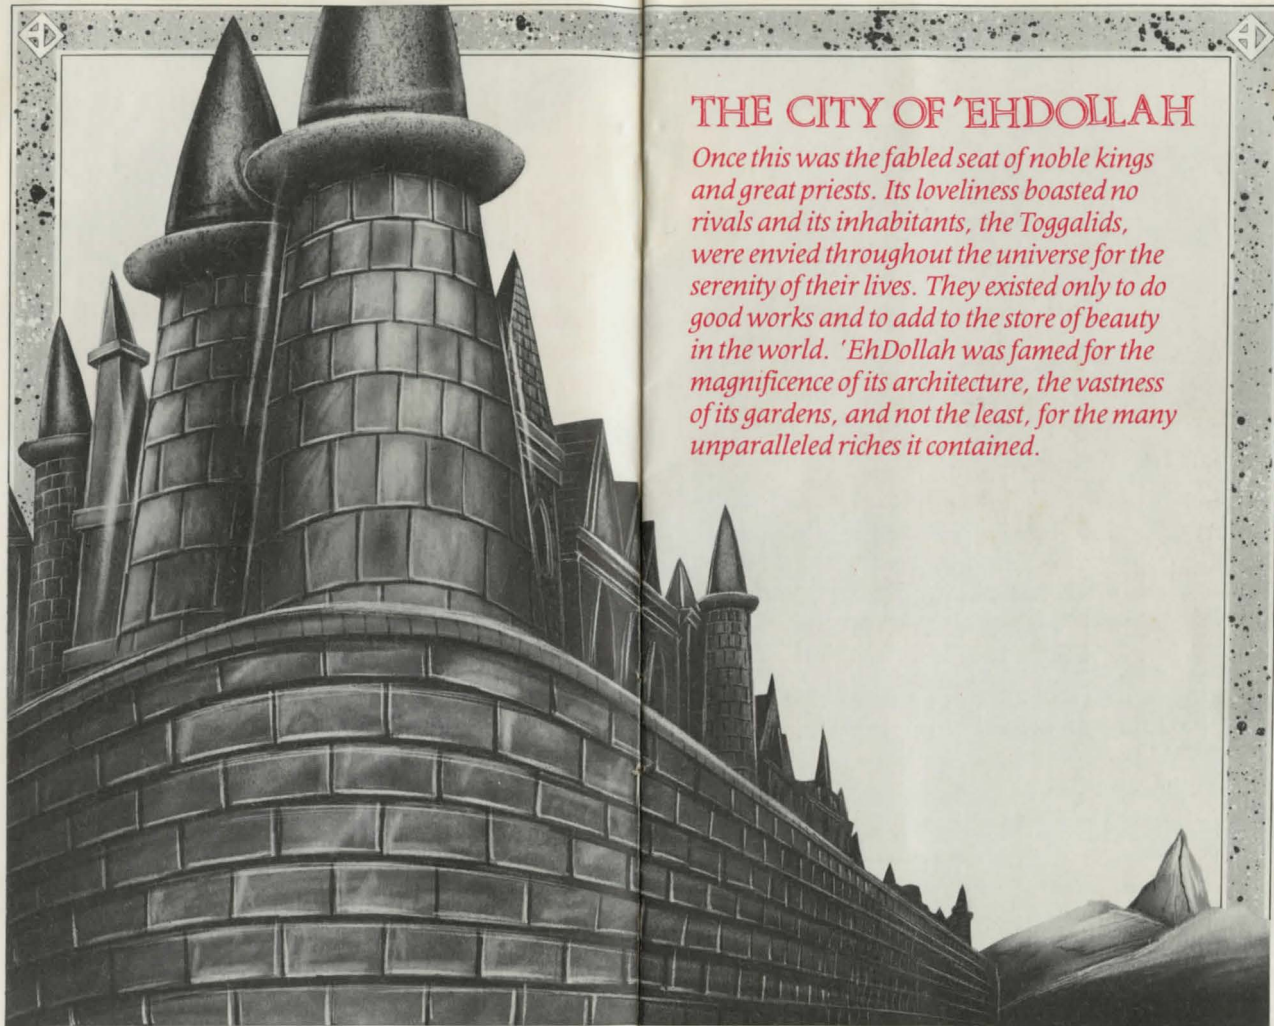 THE CITY OF 'EHDOLLAH
Once this was the fabled seat of noble kings
and great priests. Its loveliness boasted no
rivals and its inhabitants, the Toggalids,
were envied throughout the universe for the
serenity of their lives. They existed only to do
good works and to add to the store of beauty
in the world. 'EhDollah was famed for the
magnificence of its architecture, the vastness
of its gardens, and not the least, for the many
unparalleled riches it contained.